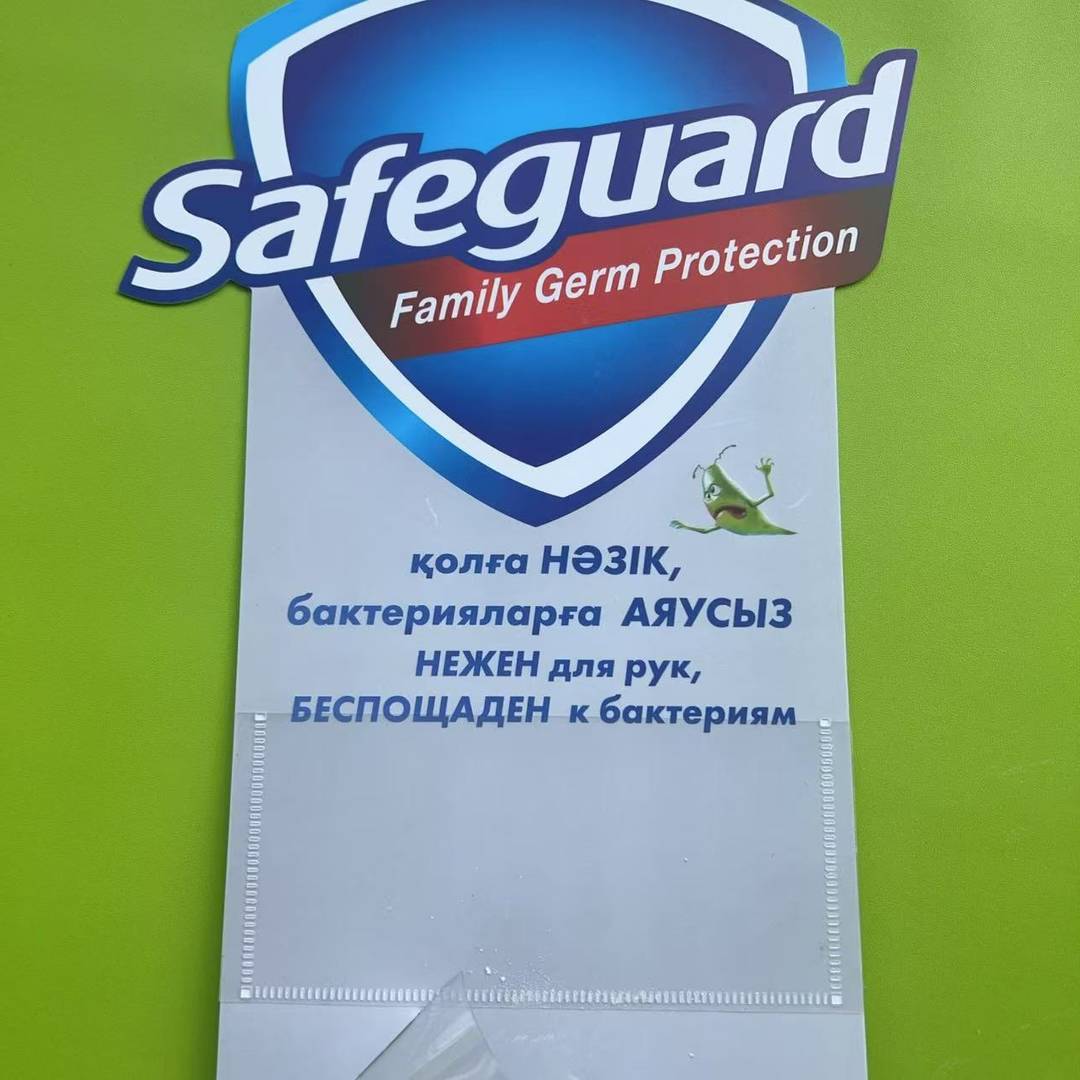 Safeguard
Family Germ Protection
қолға НӘЗІК,
бактерияларға АЯУСЫЗ
НЕЖЕН для рук,
БЕСПОЩАДЕН к бактериям